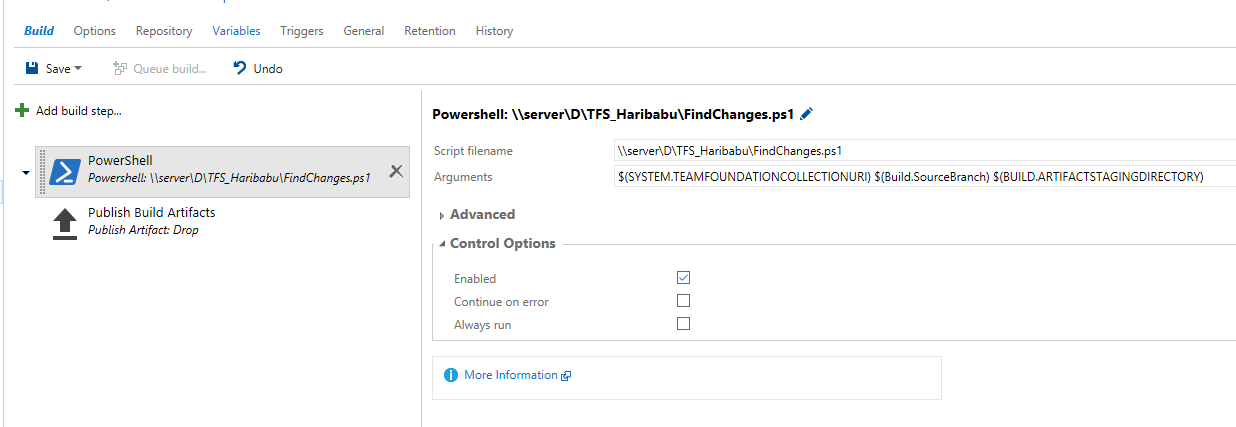 Build Options Repository Variables Triggers General Retention History
Save Queue build... Undo
Add build step...
PowerShell
Powershell: \\server\D\TFS_Haribabu\FindChanges.ps1
Publish Build Artifacts
Publish Artifact: Drop
Powershell: \\server\D\TFS_Haribabu\FindChanges.ps1
Script filename \\server\D\TFS_Haribabu\FindChanges.ps1
Arguments $(SYSTEM.TEAMFOUNDATIONCOLLECTIONURI) $(Build.SourceBranch) $(BUILD.ARTIFACTSTAGINGDIRECTORY)
Advanced
Control Options
Enabled
Continue on error
Always run
More Information